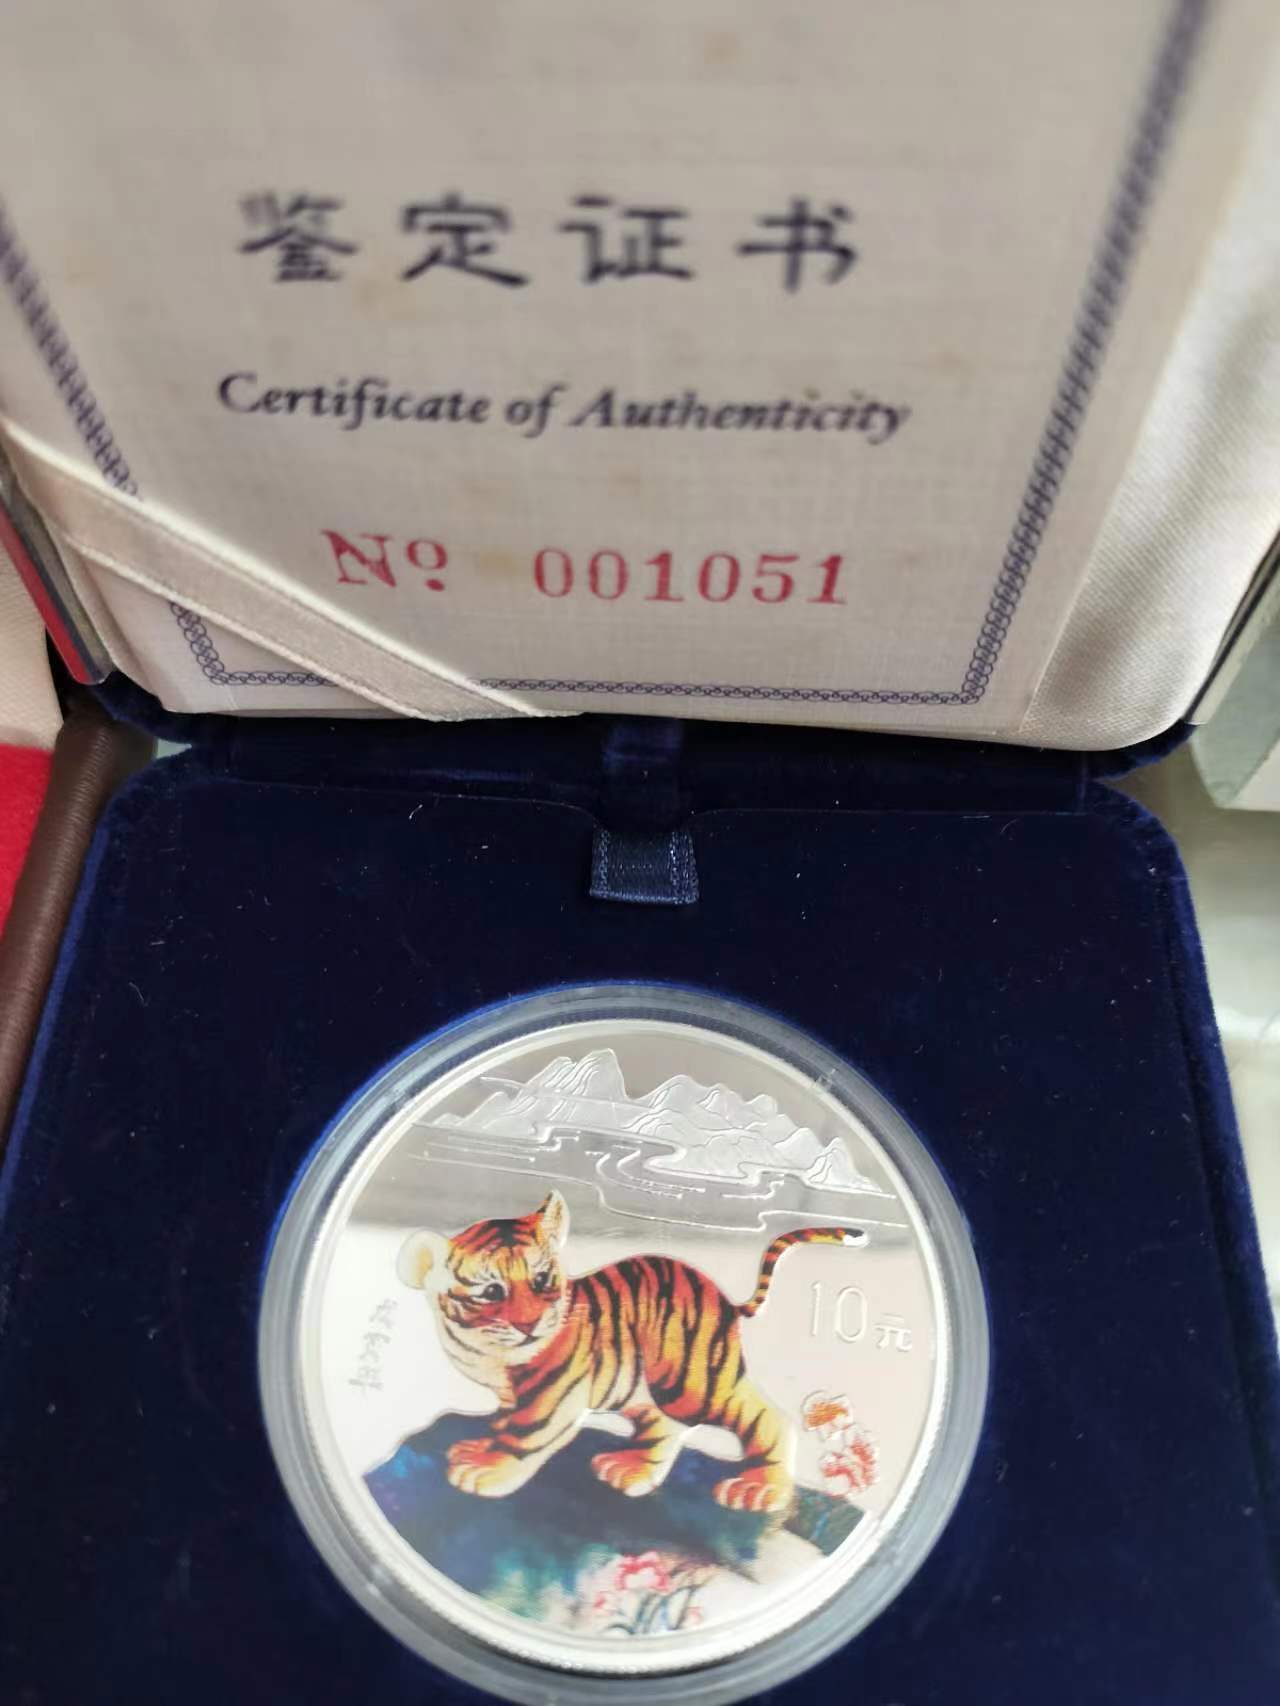 鉴定证书
Certificate of Authenticity
No. 001051
10元